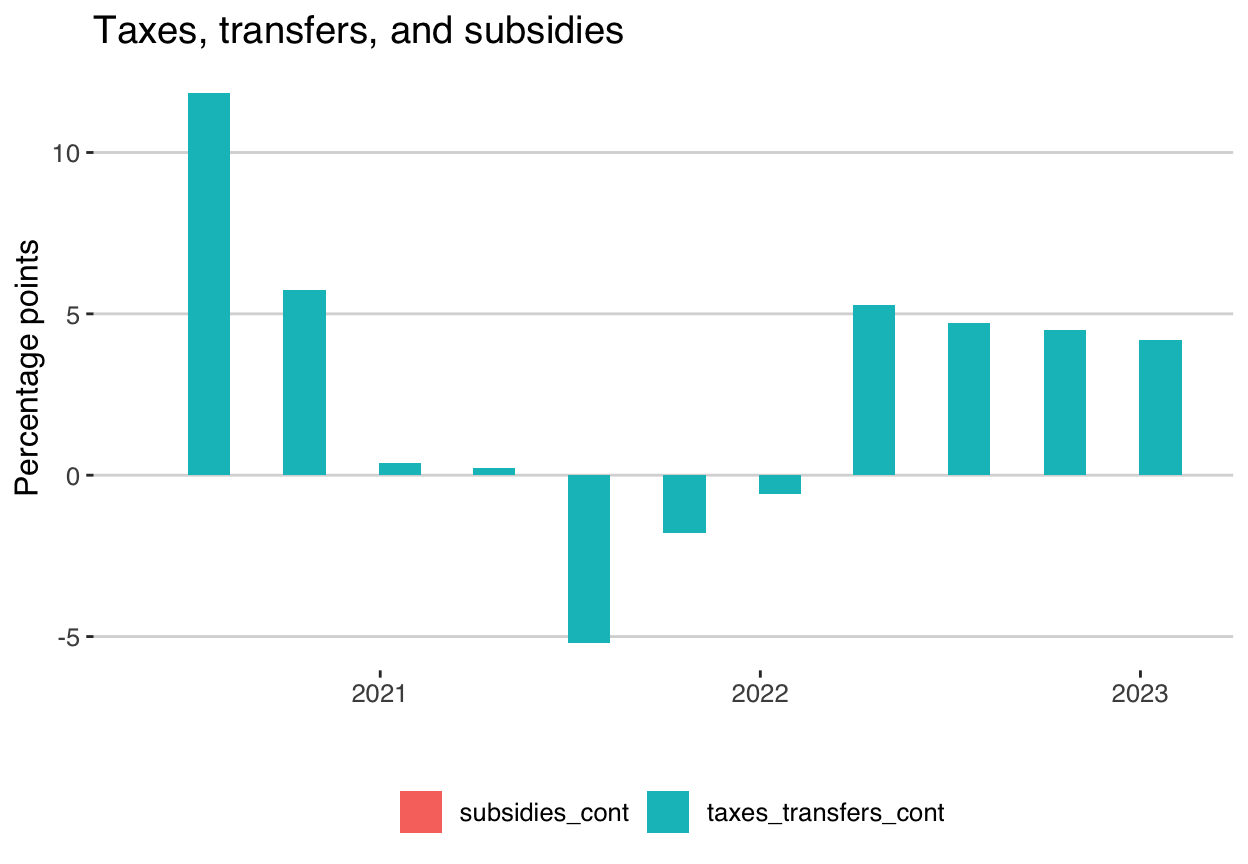 Taxes, transfers, and subsidies
Percentage points
10
5
0
-5
2021
2022
2023
subsidies_cont
taxes_transfers_cont